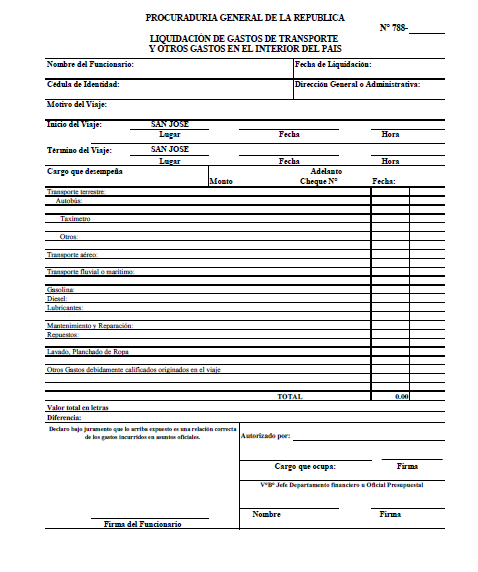 PROCURADURIA GENERAL DE LA REPUBLICA
N° 788-
LIQUIDACIÓN DE GASTOS DE TRANSPORTE
Y OTROS GASTOS EN EL INTERIOR DEL PAIS
Nombre del Funcionario: Fecha de Liquidación:
Cédula de Identidad: Dirección General o Administrativa:
Motivo del Viaje:
Inicio del Viaje: SAN JOSE
Lugar Fecha Hora
Término del Viaje: SAN JOSE
Lugar Fecha Hora
Cargo que desempeña Adelanto
Monto Cheque N° Fecha:
Transporte terrestre:
Autobús:
Taxímetro
Otros:
Transporte aéreo:
Transporte fluvial o marítimo:
Gasolina:
Diesel:
Lubricantes:
Mantenimiento y Reparación:
Repuestos:
Lavado, Planchado de Ropa
Otros Gastos debidamente calificados originados en el viaje
TOTAL 0.00
Valor total en letras
Diferencia:
Declaro bajo juramento que lo arriba expuesto es una relación correcta
de los gastos incurridos en asuntos oficiales.
Autorizado por:
Cargo que ocupa: Firma
V°B° Jefe Departamento financiero u Oficial Presupuestal
Nombre Firma
Firma del Funcionario